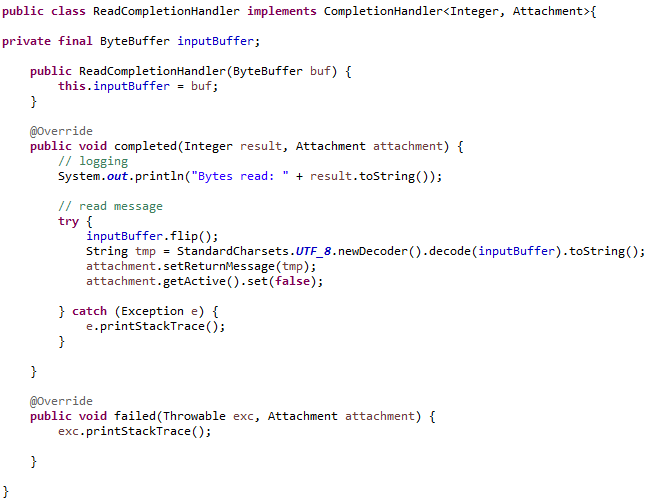 public class ReadCompletionHandler implements CompletionHandler<Integer, Attachment>{
private final ByteBuffer inputBuffer;
public ReadCompletionHandler(ByteBuffer buf) {
this.inputBuffer = buf;
}
@Override
public void completed(Integer result, Attachment attachment) {
// logging
System.out.println("Bytes read: " + result.toString());
// read message
try {
inputBuffer.flip();
String tmp = StandardCharsets.UTF_8.newDecoder().decode(inputBuffer).toString();
attachment.setReturnMessage(tmp);
attachment.getActive().set(false);
} catch (Exception e) {
e.printStackTrace();
}
}
@Override
public void failed(Throwable exc, Attachment attachment) {
exc.printStackTrace();
}
}